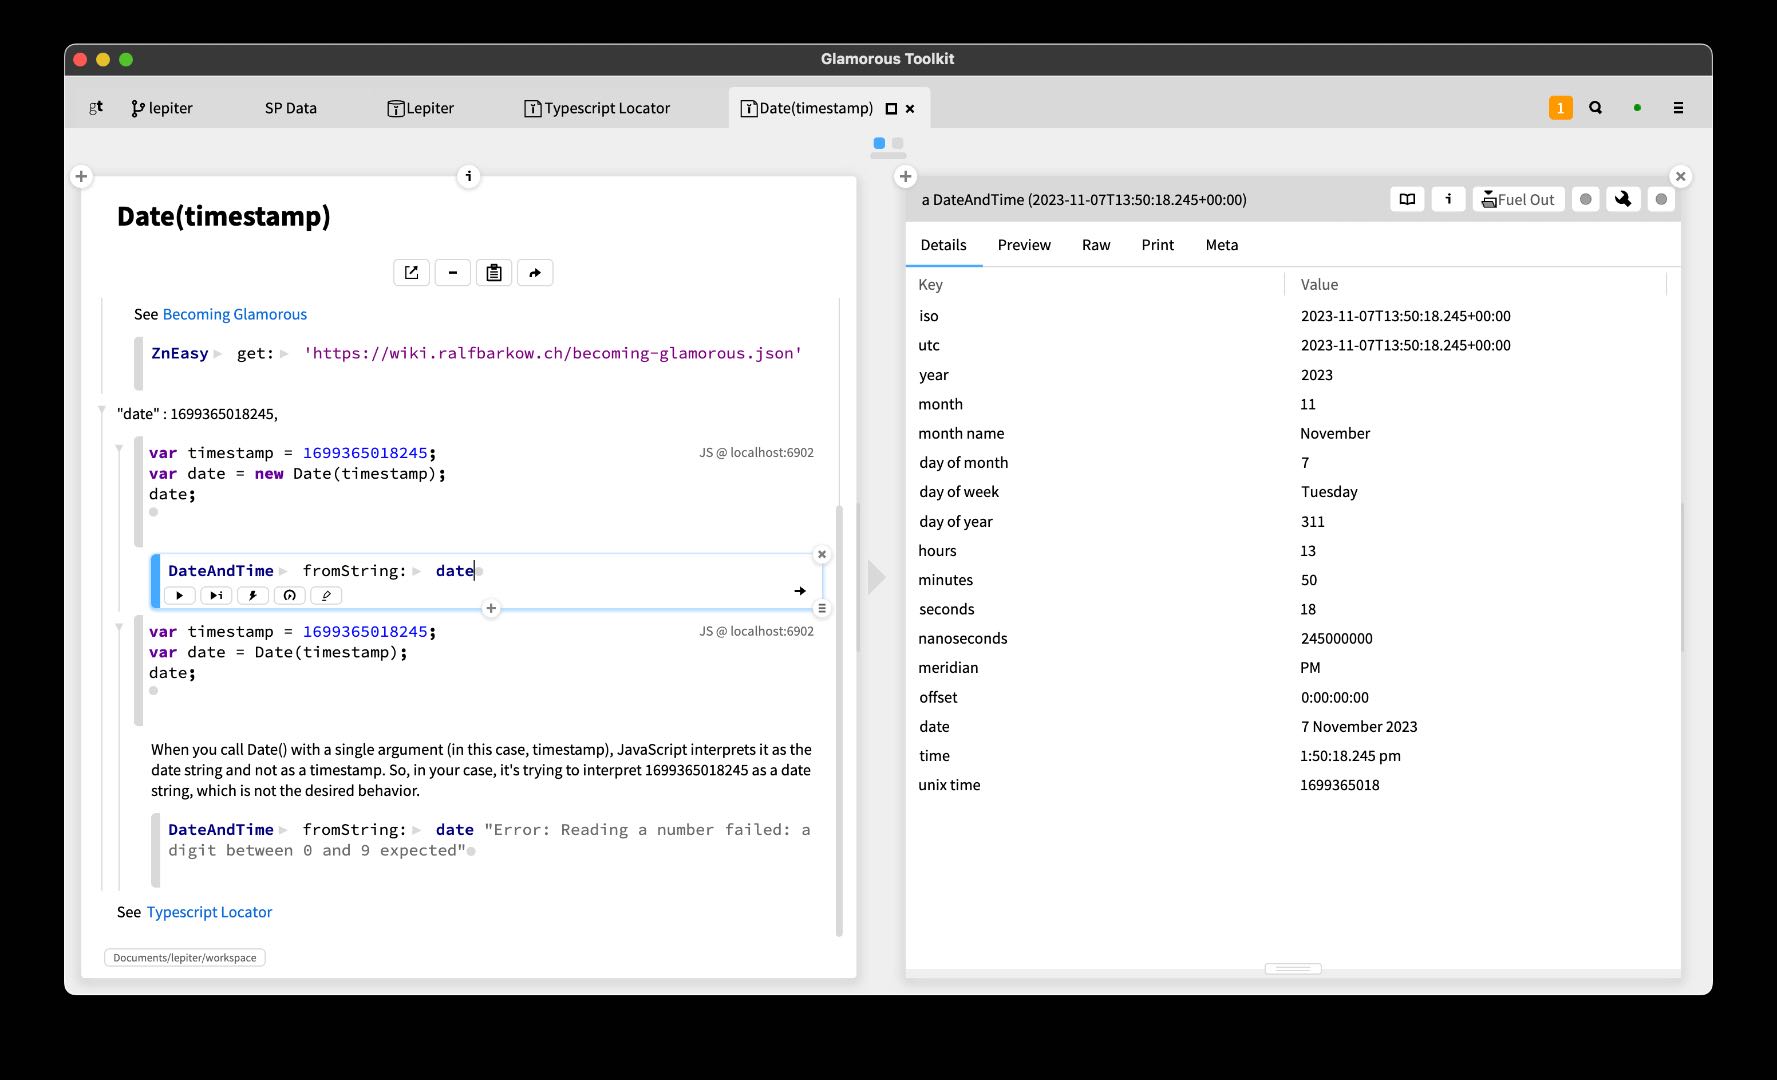 Glamorous Toolkit
gt
lepiter
SP Data
Lepiter
Typescript Locator
Date(timestamp)
1
i
Date(timestamp)
See Becoming Glamorous
ZnEasy get: 'https://wiki.ralfbarkow.ch/becoming-glamorous.json'
"date" : 1699365018245,
var timestamp = 1699365018245;
JS @ localhost:6902
var date = new Date(timestamp);
date;
DateAndTime fromString: date
var timestamp = 1699365018245;
JS @ localhost:6902
var date = Date(timestamp);
date;
When you call Date() with a single argument (in this case, timestamp), JavaScript interprets it as the
date string and not as a timestamp. So, in your case, it's trying to interpret 1699365018245 as a date
string, which is not the desired behavior.
DateAndTime fromString: date "Error: Reading a number failed: a
digit between 0 and 9 expected"
See Typescript Locator
Documents/lepiter/workspace
a DateAndTime (2023-11-07T13:50:18.245+00:00)
i
Fuel Out
Details Preview Raw Print Meta
Key Value
iso 2023-11-07T13:50:18.245+00:00
utc 2023-11-07T13:50:18.245+00:00
year 2023
month 11
month name November
day of month 7
day of week Tuesday
day of year 311
hours 13
minutes 50
seconds 18
nanoseconds 245000000
meridian PM
offset 0:00:00:00
date 7 November 2023
time 1:50:18.245 pm
unix time 1699365018